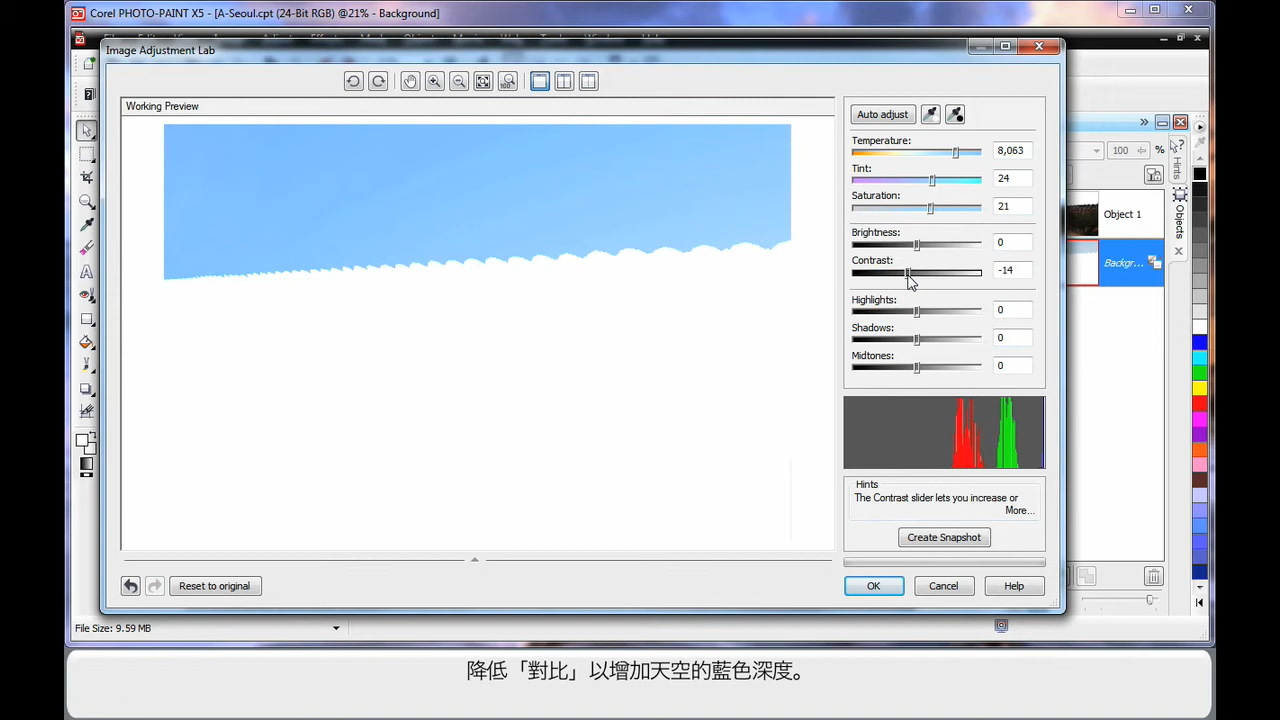 Corel PHOTO-PAINT X5 - [A-Seoul.cpt (24-Bit RGB) @21% - Background]
Image Adjustment Lab
100
Working Preview
Auto adjust
Temperature:
8,063
Tint:
24
Saturation:
21
Brightness:
0
Contrast:
-14
Highlights:
0
Shadows:
0
Midtones:
0
Hints
The Contrast slider lets you increase or
More...
Create Snapshot
Reset to original
OK
Cancel
Help
100
%
Object 1
Backgr...
Hints
Objects
File Size: 9.59 MB
降低「對比」以增加天空的藍色深度。